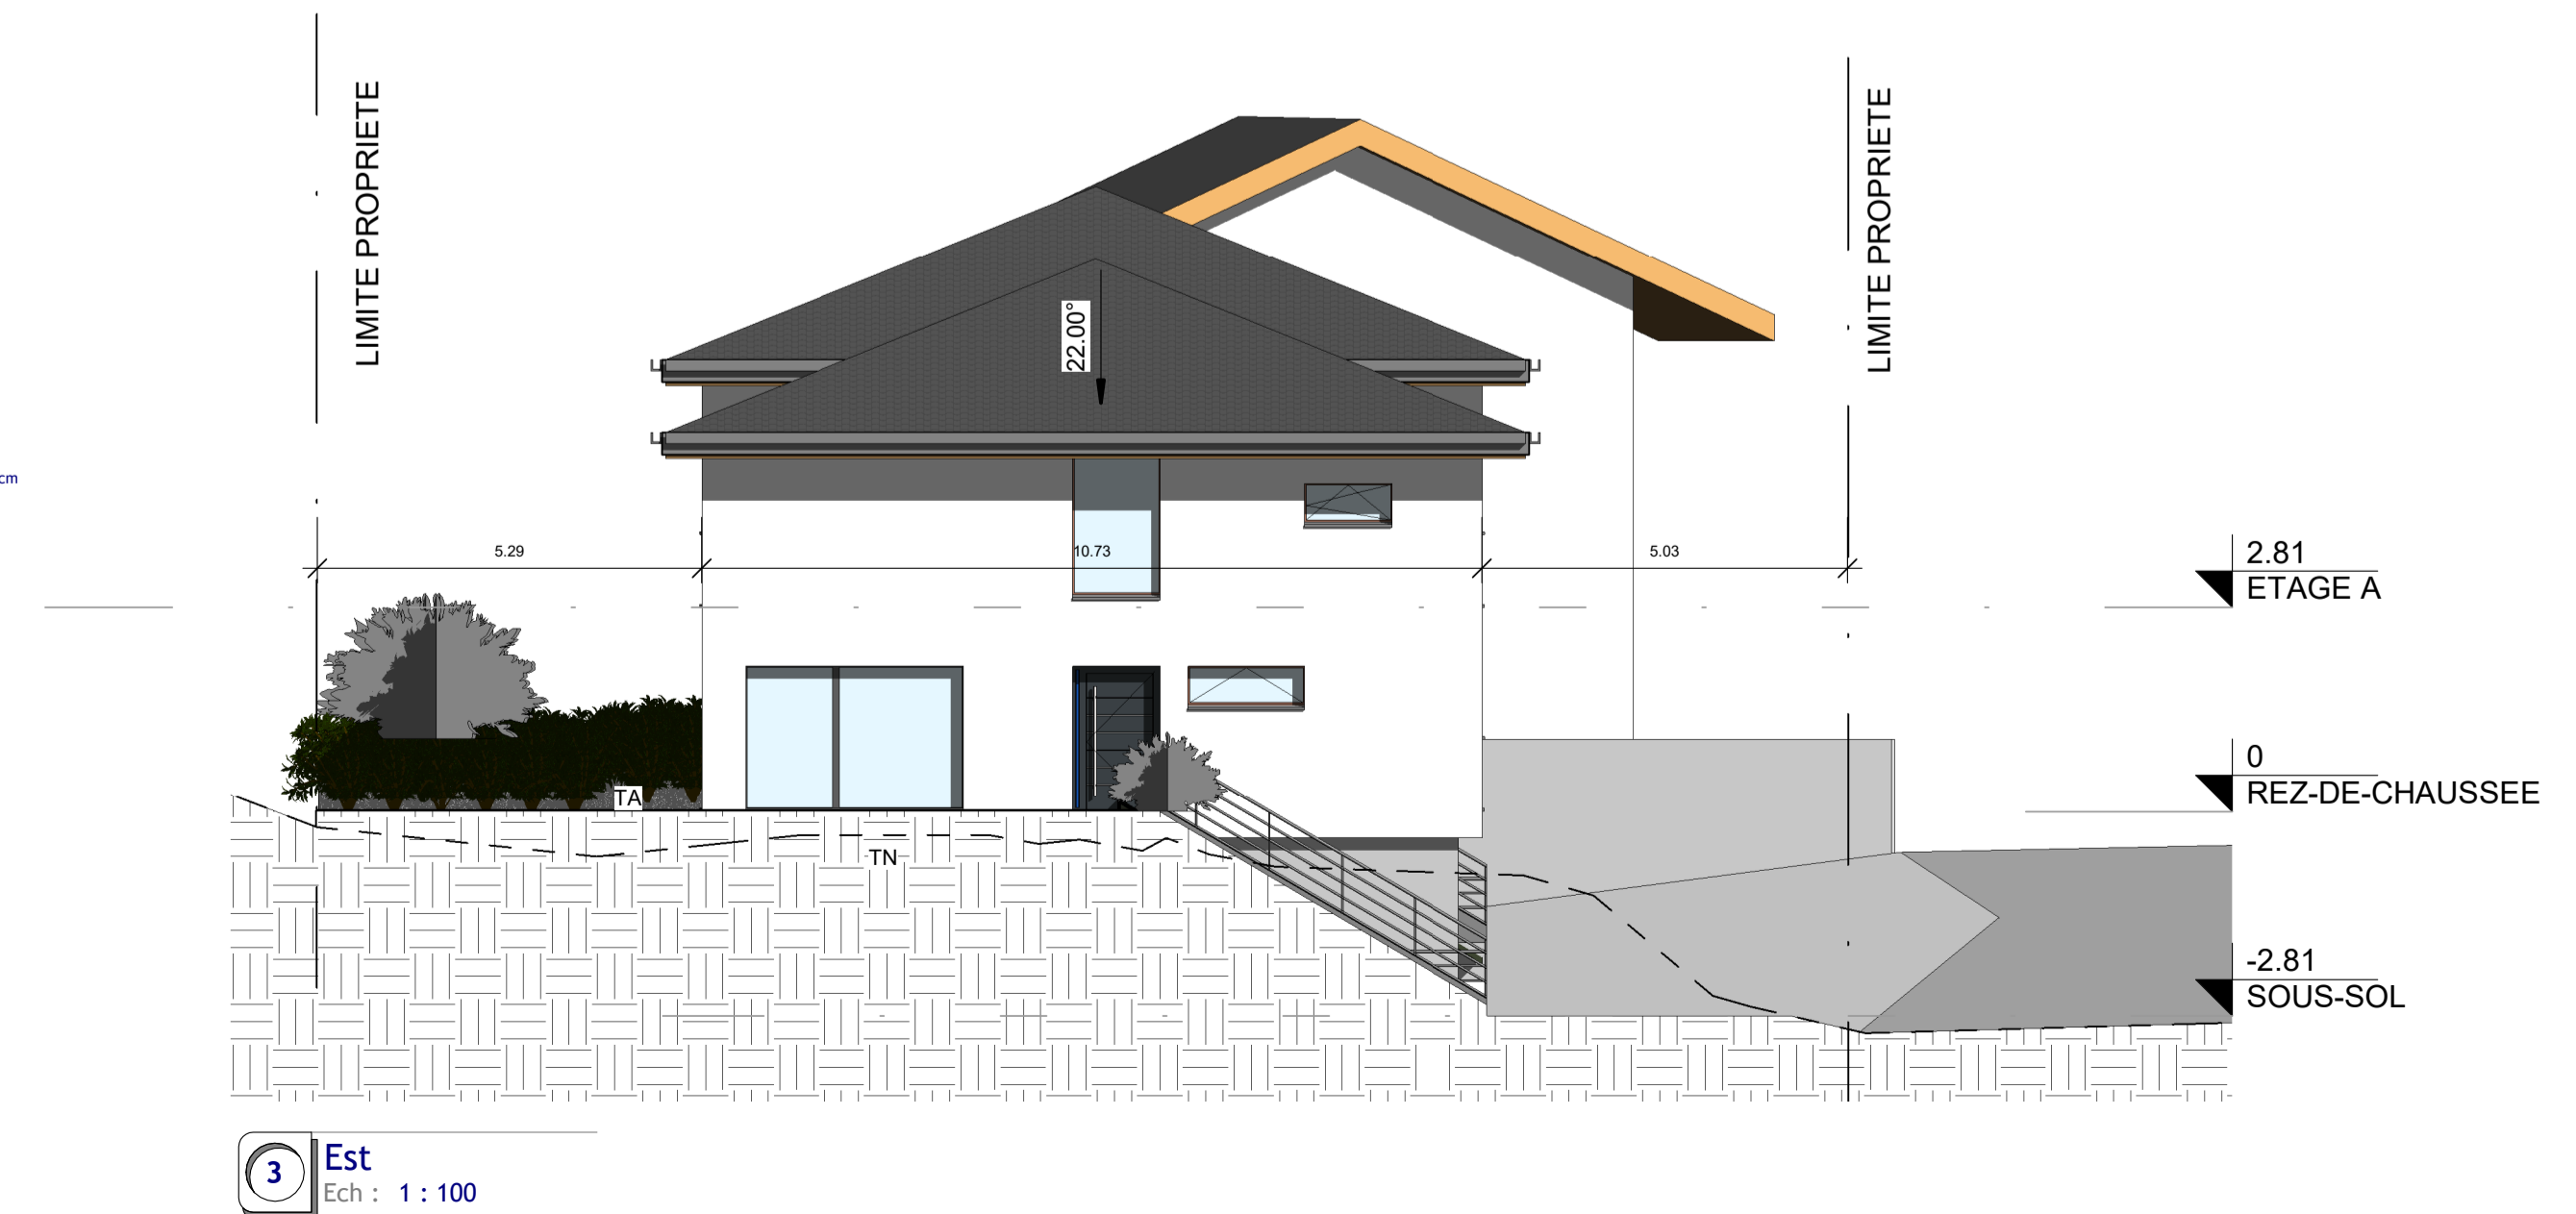 LIMITE PROPRIETE
LIMITE PROPRIETE
22.00°
cm
5.29
10.73
5.03
2.81
ETAGE A
0
REZ-DE-CHAUSSEE
TA
TN
-2.81
SOUS-SOL
3
Est
Ech : 1 : 100